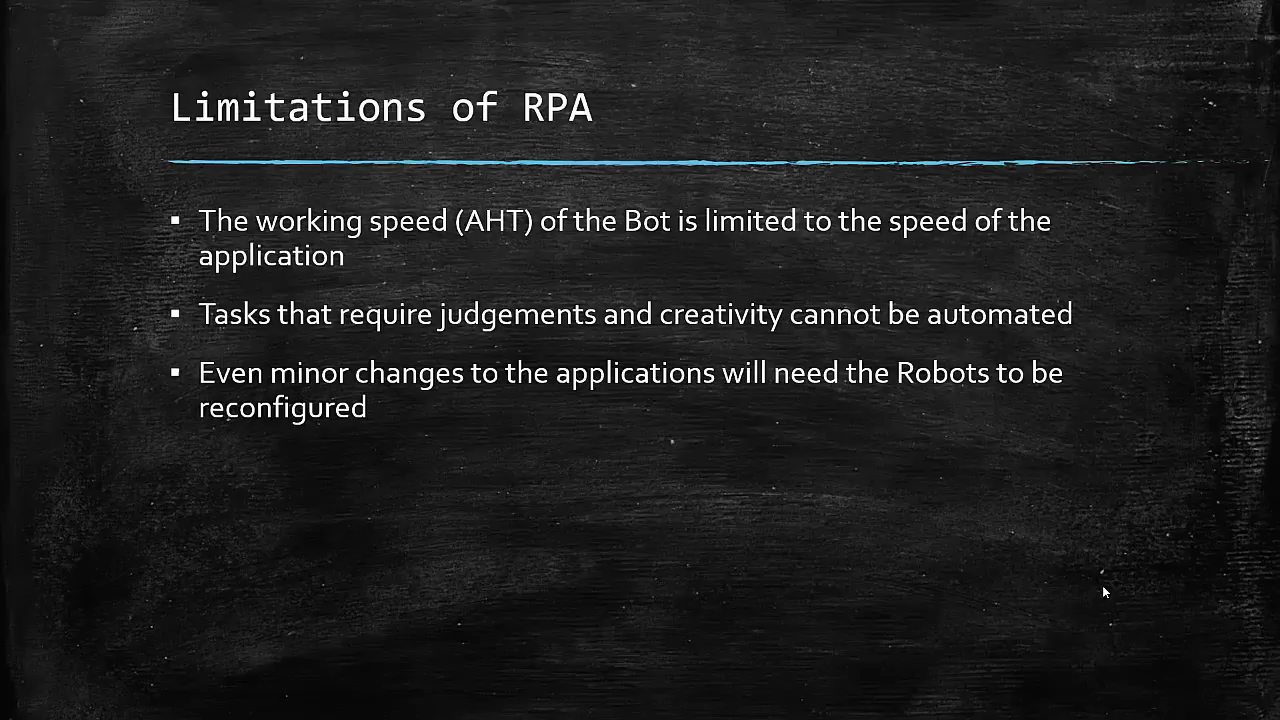 Limitations of RPA
▪ The working speed (AHT) of the Bot is limited to the speed of the
application
▪ Tasks that require judgements and creativity cannot be automated
▪ Even minor changes to the applications will need the Robots to be
reconfigured